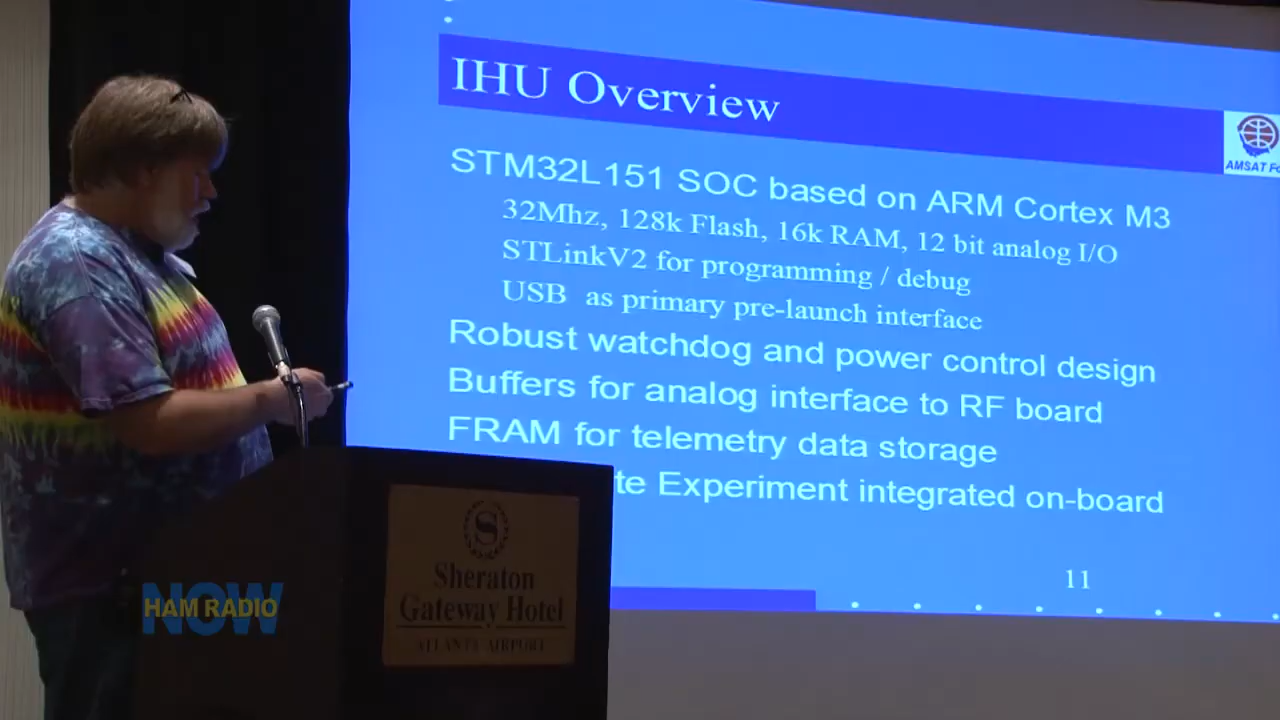 IHU Overview
AMSAT
STM32L151 SOC based on ARM Cortex M3
32Mhz, 128k Flash, 16k RAM, 12 bit analog I/O
STLinkV2 for programming / debug
USB as primary pre-launch interface
Robust watchdog and power control design
Buffers for analog interface to RF board
FRAM for telemetry data storage
Experiment integrated on-board
11
S
Sheraton
Gateway Hotel
ATLANTA AIRPORT
NOW
HAM RADIO